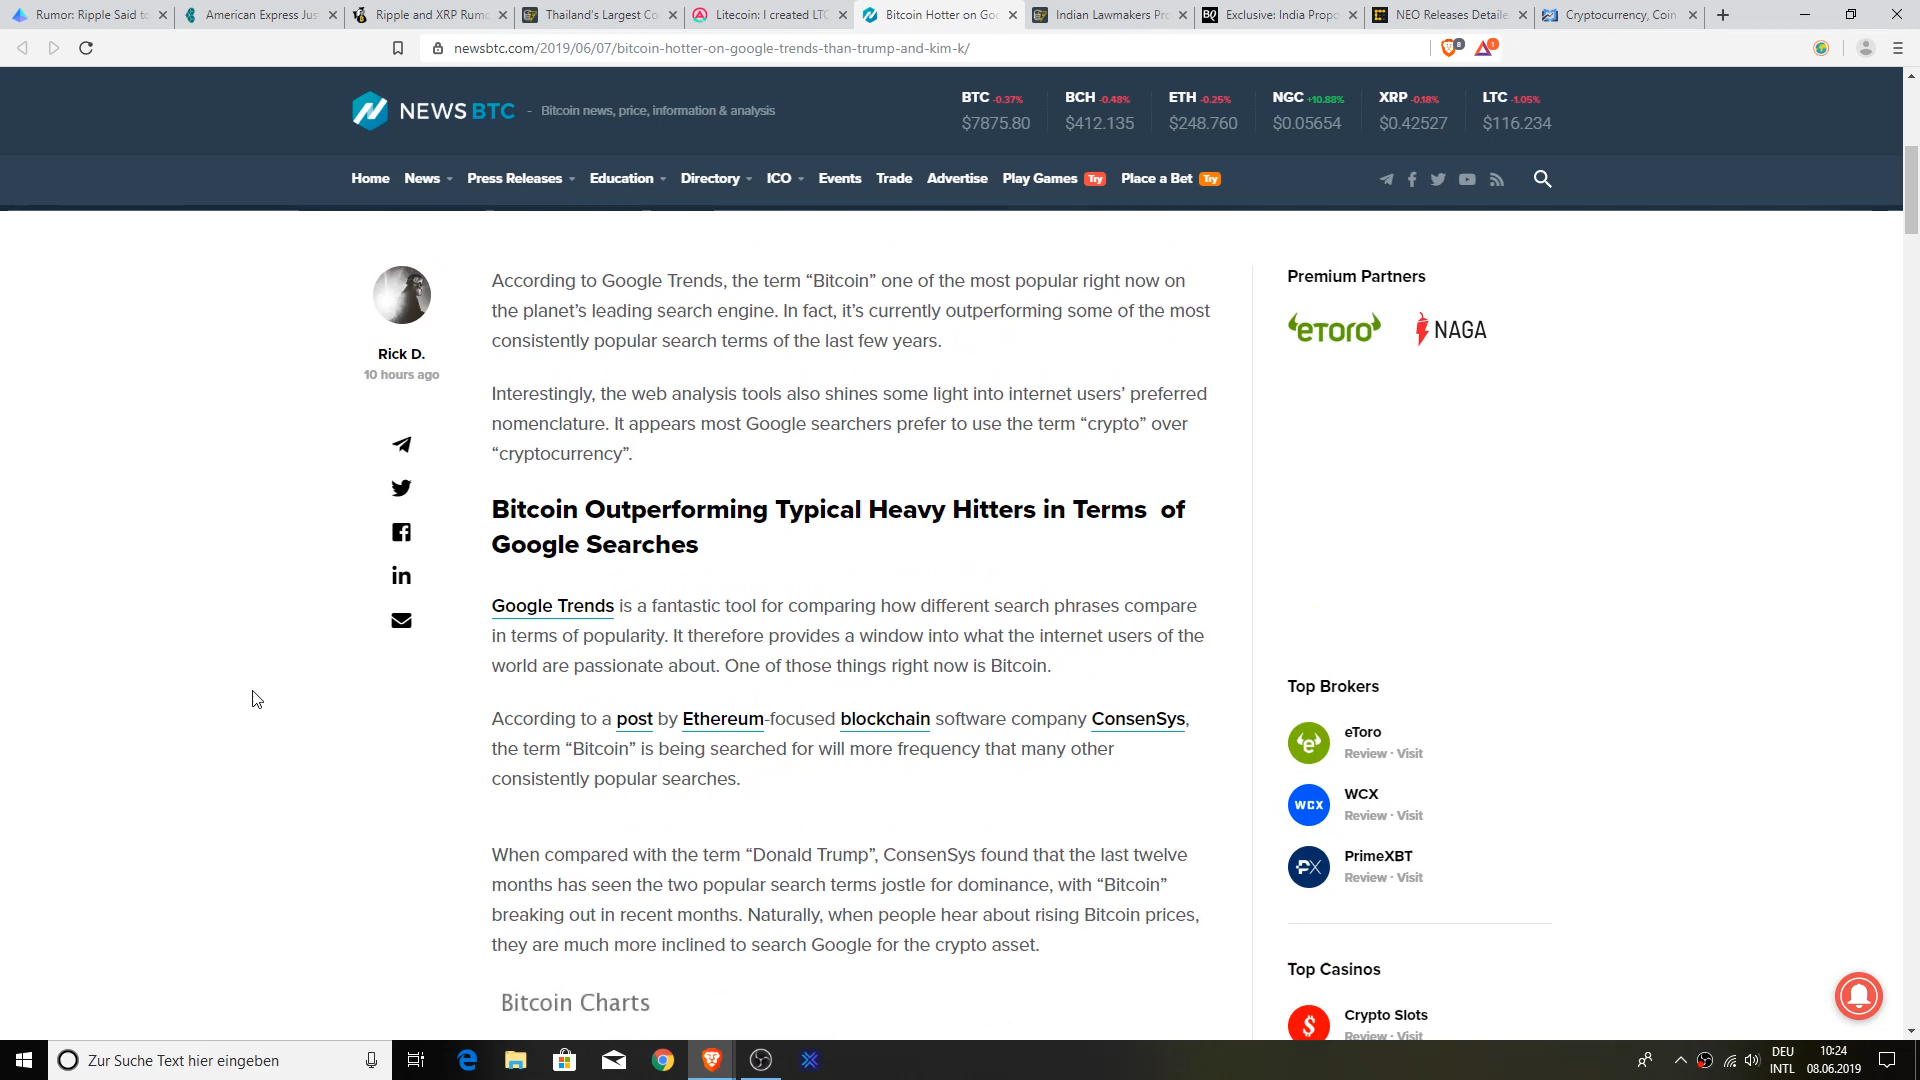 Rumor: Ripple Said to
American Express Jus
Ripple and XRP Rumo
Thailand's Largest Co
Litecoin: I created LTC
Bitcoin Hotter on Goo
Indian Lawmakers Pro
Exclusive: India Propo
NEO Releases Detaile
Cryptocurrency, Coin
newsbtc.com/2019/06/07/bitcoin-hotter-on-google-trends-than-trump-and-kim-k/
8
1
NEWSBTC - Bitcoin news, price, information & analysis
BTC -0.37% BCH -0.48% ETH -0.25% NGC +10.88% XRP -0.18% LTC -1.05%
$7875.80 $412.135 $248.760 $0.05654 $0.42527 $116.234
Home News Press Releases Education Directory ICO Events Trade Advertise Play Games Try Place a Bet Try
Rick D.
10 hours ago
According to Google Trends, the term “Bitcoin” one of the most popular right now on
the planet’s leading search engine. In fact, it’s currently outperforming some of the most
consistently popular search terms of the last few years.
Interestingly, the web analysis tools also shines some light into internet users’ preferred
nomenclature. It appears most Google searchers prefer to use the term “crypto” over
“cryptocurrency”.
Bitcoin Outperforming Typical Heavy Hitters in Terms of
Google Searches
Google Trends is a fantastic tool for comparing how different search phrases compare
in terms of popularity. It therefore provides a window into what the internet users of the
world are passionate about. One of those things right now is Bitcoin.
According to a post by Ethereum-focused blockchain software company ConsenSys,
the term “Bitcoin” is being searched for will more frequency that many other
consistently popular searches.
When compared with the term “Donald Trump”, ConsenSys found that the last twelve
months has seen the two popular search terms jostle for dominance, with “Bitcoin”
breaking out in recent months. Naturally, when people hear about rising Bitcoin prices,
they are much more inclined to search Google for the crypto asset.
Bitcoin Charts
Premium Partners
eToro NAGA
Top Brokers
eToro
Review · Visit
WCX
WCX
Review · Visit
PX
PrimeXBT
Review · Visit
Top Casinos
Crypto Slots
Review · Visit
Zur Suche Text hier eingeben
DEU
INTL
10:24
08.06.2019